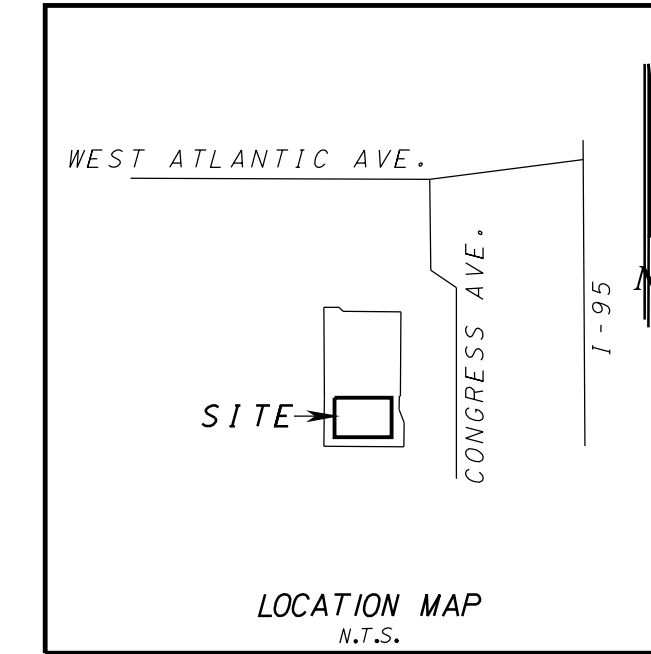 WEST ATLANTIC AVE.
CONGRESS AVE.
I-95
SITE
LOCATION MAP
N.T.S.